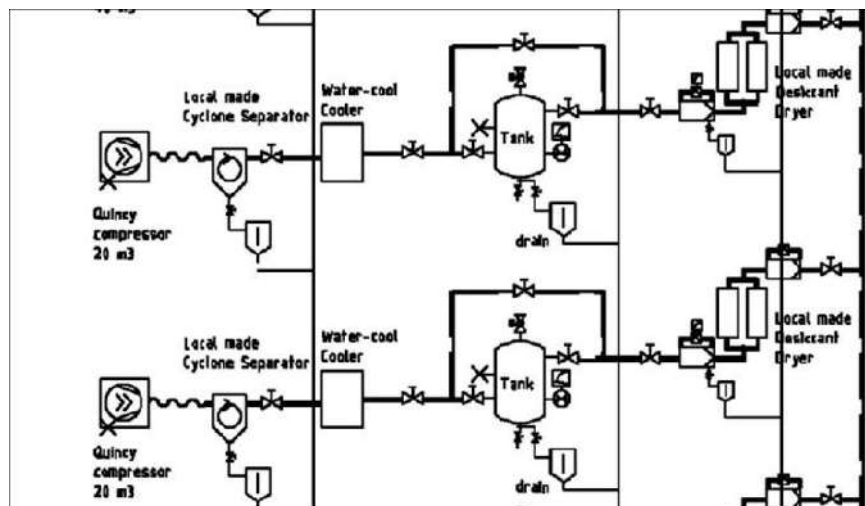 Local made
Cyclone Separator
Water-cool
Cooler
Tank
Local made
Desiccant
Dryer
Quincy
compressor
20 m3
drain
Local made
Cyclone Separator
Water-cool
Cooler
Tank
Local made
Desiccant
Dryer
Quincy
compressor
20 m3
drain